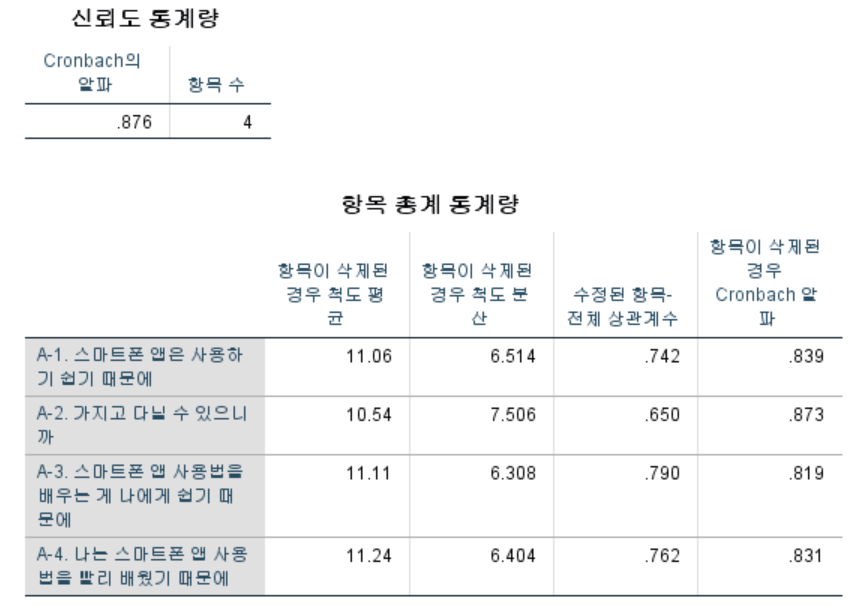 신뢰도 통계량
Cronbach의
알파
항목 수
.876
4
항목 총계 통계량
항목이 삭제된
경우 척도 평
균
항목이 삭제된
경우 척도 분
산
수정된 항목-
전체 상관계수
항목이 삭제된
경우
Cronbach 알
파
A-1. 스마트폰 앱은 사용하
기 쉽기 때문에
11.06
6.514
.742
.839
A-2. 가지고 다닐 수 있으니
까
10.54
7.506
.650
.873
A-3. 스마트폰 앱 사용법을
배우는 게 나에게 쉽기 때
문에
11.11
6.308
.790
.819
A-4. 나는 스마트폰 앱 사용
법을 빨리 배웠기 때문에
11.24
6.404
.762
.831